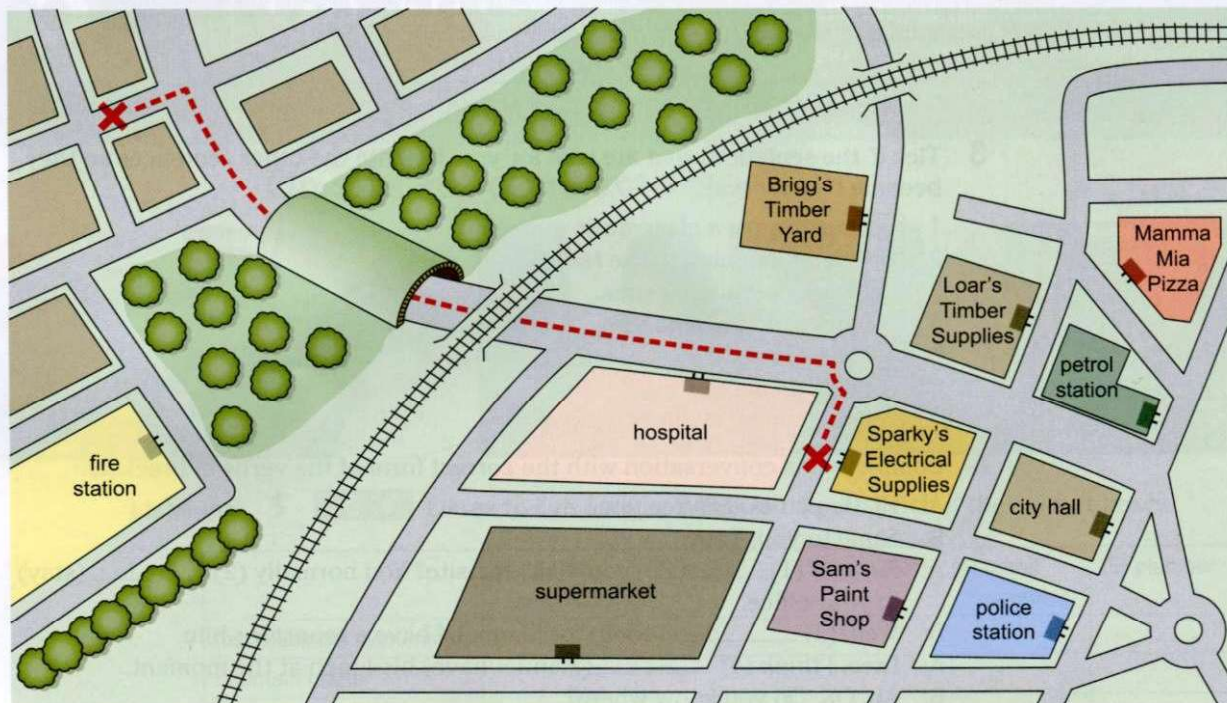 Brigg's
Timber
Yard
Mamma
Mia
Pizza
Loar's
Timber
Supplies
petrol
station
hospital
Sparky's
Electrical
Supplies
fire
station
city hall
supermarket
Sam's
Paint
Shop
police
station